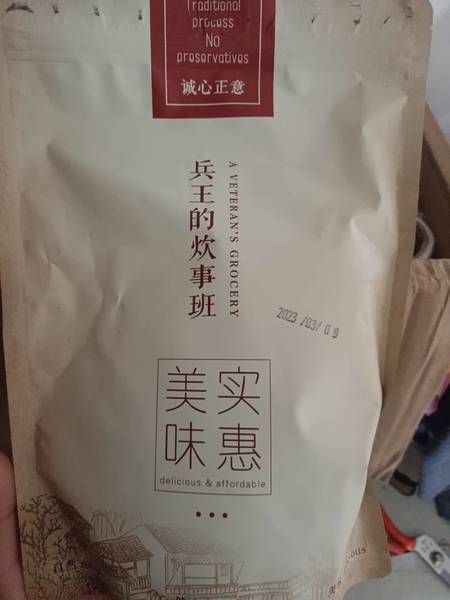 Traditional
process
No
preservatives
诚心正意
兵王的炊事班
A VETERAN'S GROCERY
2023/03/09
美味
实惠
delicious & affordable